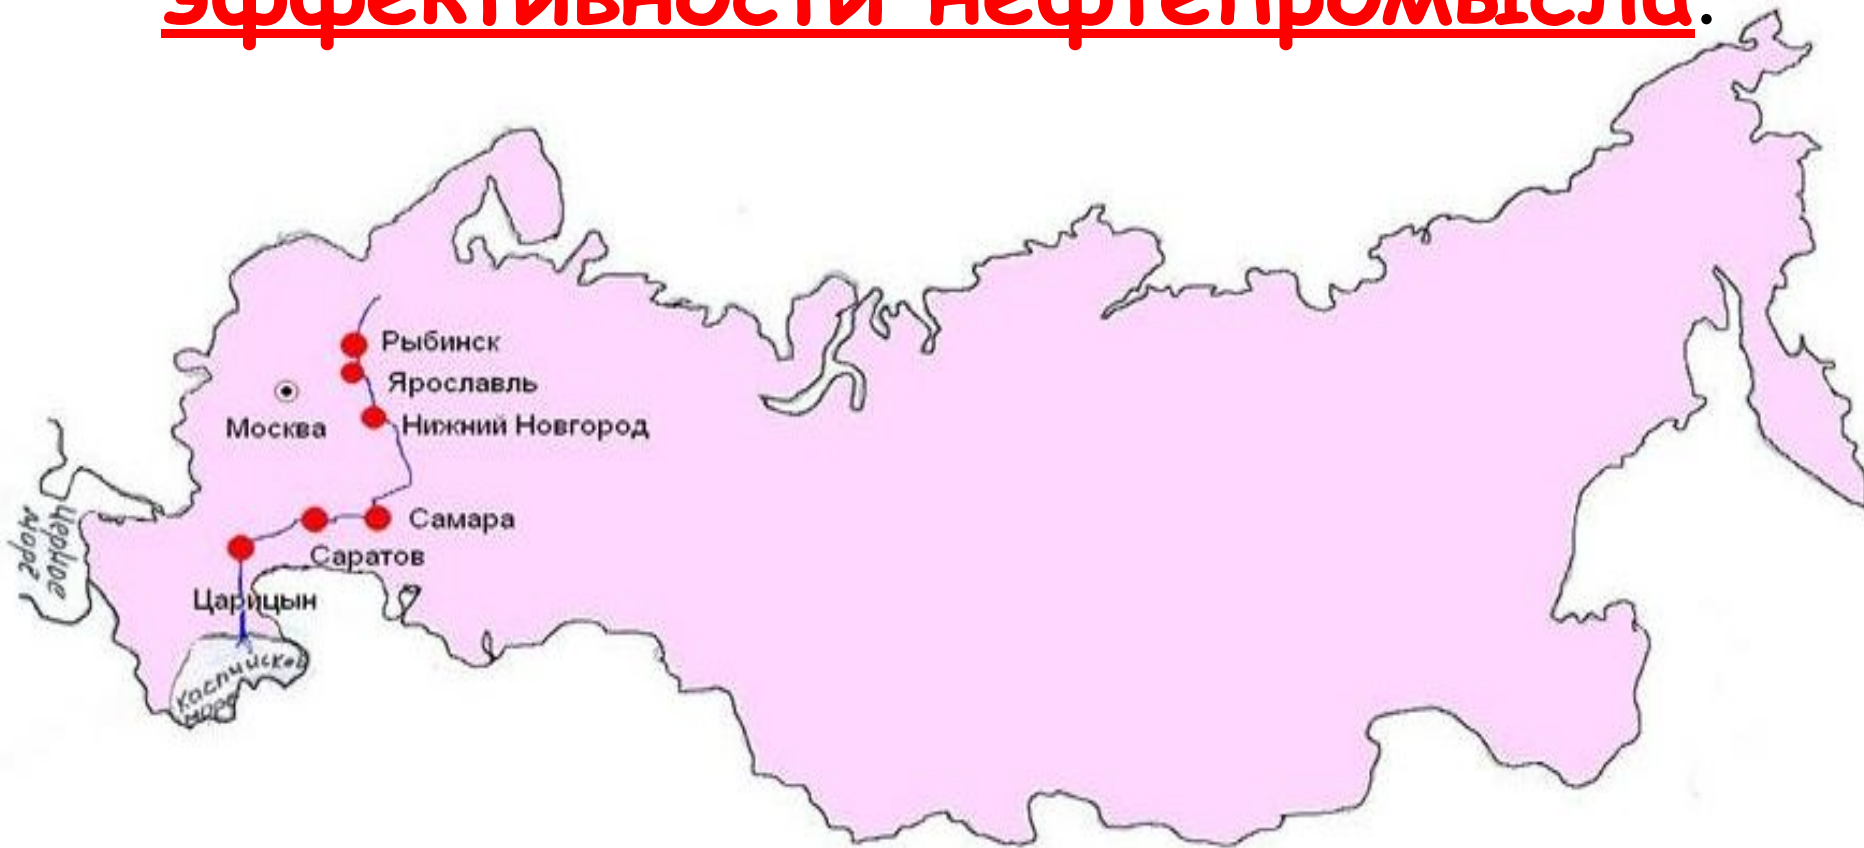 эффективности нефтепромысла.
Рыбинск
Ярославль
Москва
Нижний Новгород
Самара
Саратов
Царицын
Черное
море
Каспийское
море